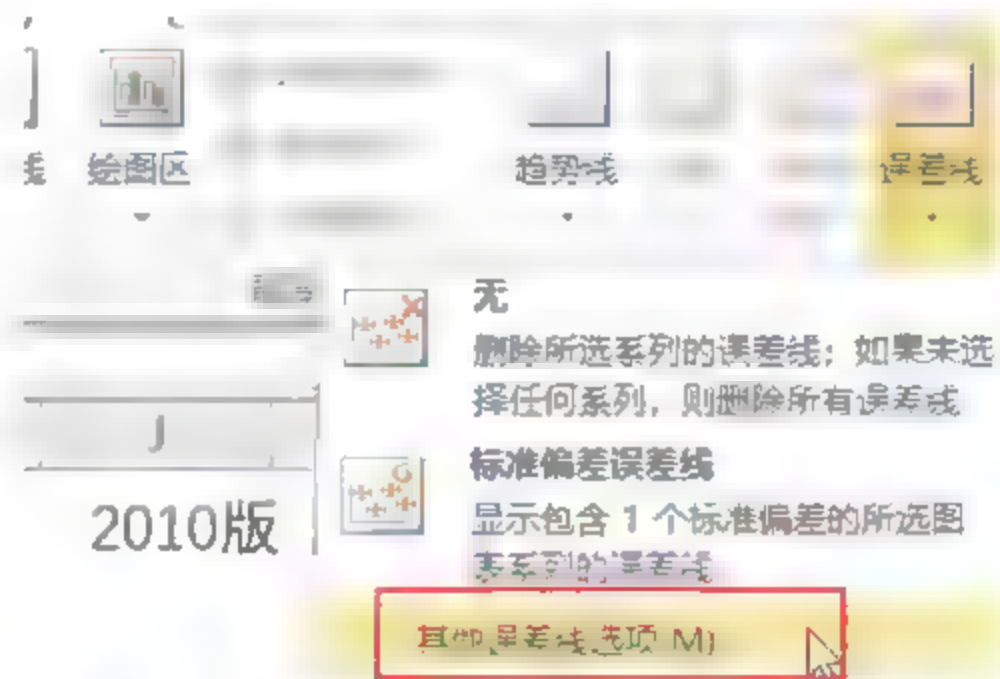 线 绘图区 趋势线 误差线
无
删除所选系列的误差线；如果未选
择任何系列，则删除所有误差线
J
标准偏差误差线
2010版
显示包含 1 个标准偏差的所选图
表系列的误差线
其他误差线选项 M)